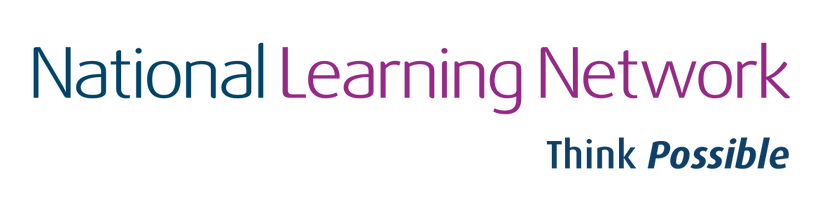 National Learning Network
Think Possible